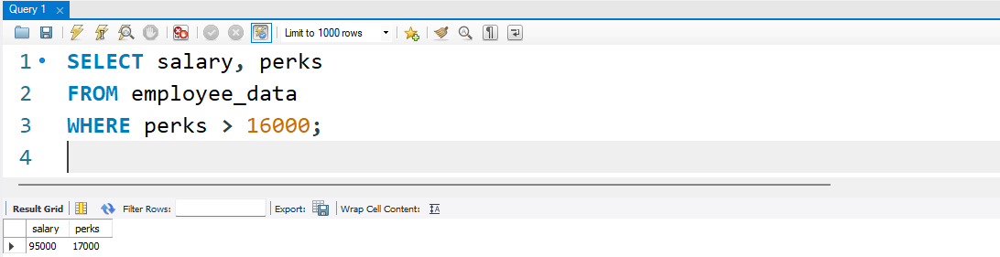 Query 1
Limit to 1000 rows
1 SELECT salary, perks
2 FROM employee_data
3 WHERE perks > 16000;
4
Result Grid Filter Rows: Export: Wrap Cell Content:
salary perks
95000 17000